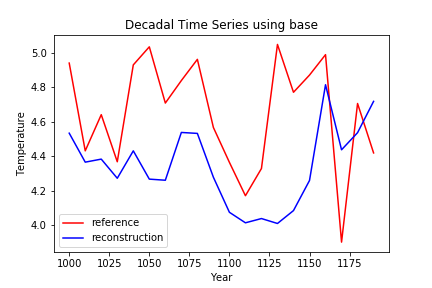 Decadal Time Series using base
5.0
4.8
4.6
4.4
4.2
4.0
Temperature
reference
reconstruction
1000 1025 1050 1075 1100 1125 1150 1175
Year